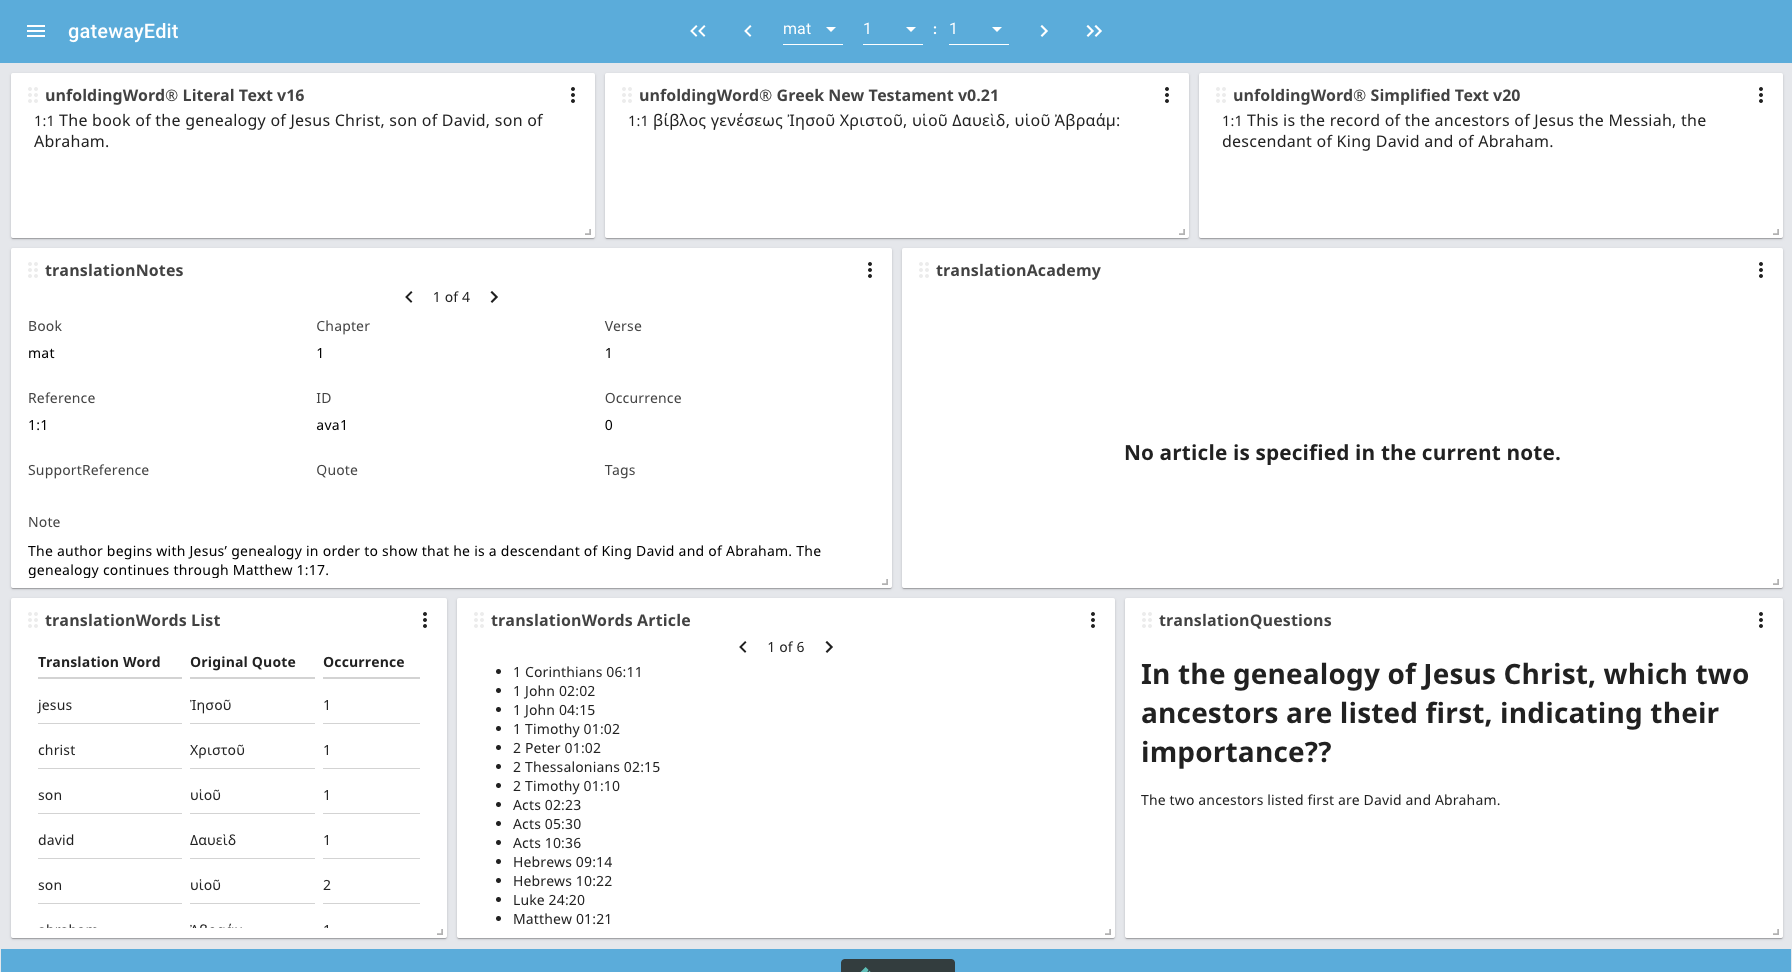 gatewayEdit
mat 1 : 1
unfoldingWord® Literal Text v16
1:1 The book of the genealogy of Jesus Christ, son of David, son of
Abraham.
unfoldingWord® Greek New Testament v0.21
1:1 βίβλος γενέσεως Ἰησοῦ Χριστοῦ, υἱοῦ Δαυεὶδ, υἱοῦ Ἀβραάμ:
unfoldingWord® Simplified Text v20
1:1 This is the record of the ancestors of Jesus the Messiah, the
descendant of King David and of Abraham.
translationNotes
1 of 4
Book Chapter Verse
mat 1 1
Reference ID Occurrence
1:1 ava1 0
SupportReference Quote Tags
Note
The author begins with Jesus’ genealogy in order to show that he is a descendant of King David and of Abraham. The
genealogy continues through Matthew 1:17.
translationAcademy
No article is specified in the current note.
translationWords List
Translation Word Original Quote Occurrence
jesus Ἰησοῦ 1
christ Χριστοῦ 1
son υἱοῦ 1
david Δαυεὶδ 1
son υἱοῦ 2
translationWords Article
1 of 6
1 Corinthians 06:11
1 John 02:02
1 John 04:15
1 Timothy 01:02
2 Peter 01:02
2 Thessalonians 02:15
2 Timothy 01:10
Acts 02:23
Acts 05:30
Acts 10:36
Hebrews 09:14
Hebrews 10:22
Luke 24:20
Matthew 01:21
translationQuestions
In the genealogy of Jesus Christ, which two
ancestors are listed first, indicating their
importance??
The two ancestors listed first are David and Abraham.